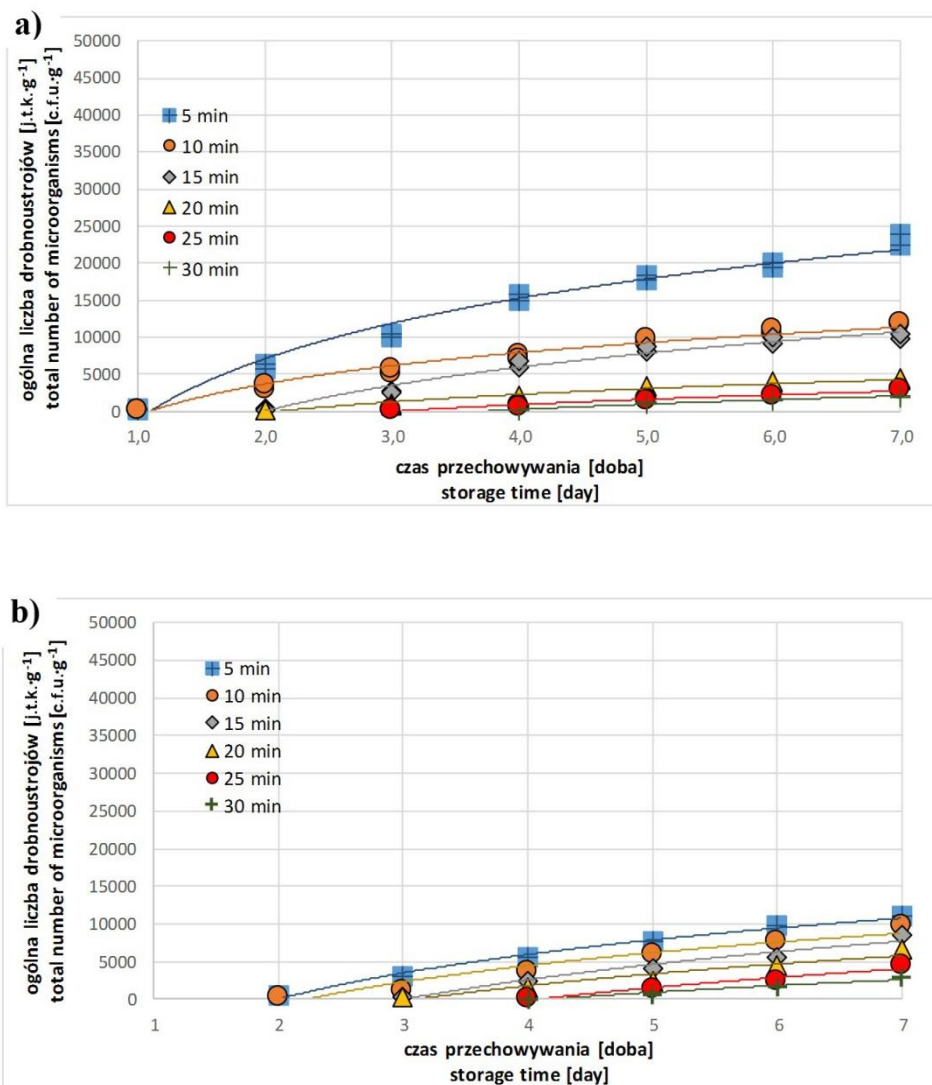 a)
ogólna liczba drobnoustrojów [j.t.k.·g⁻¹]
total number of microorganisms [c.f.u.·g⁻¹]
50000
45000
40000
35000
30000
25000
20000
15000
10000
5000
0
5 min
10 min
15 min
20 min
25 min
30 min
1,0 2,0 3,0 4,0 5,0 6,0 7,0
czas przechowywania [doba]
storage time [day]
b)
ogólna liczba drobnoustrojów [j.t.k.·g⁻¹]
total number of microorganisms [c.f.u.·g⁻¹]
50000
45000
40000
35000
30000
25000
20000
15000
10000
5000
0
5 min
10 min
15 min
20 min
25 min
30 min
1 2 3 4 5 6 7
czas przechowywania [doba]
storage time [day]